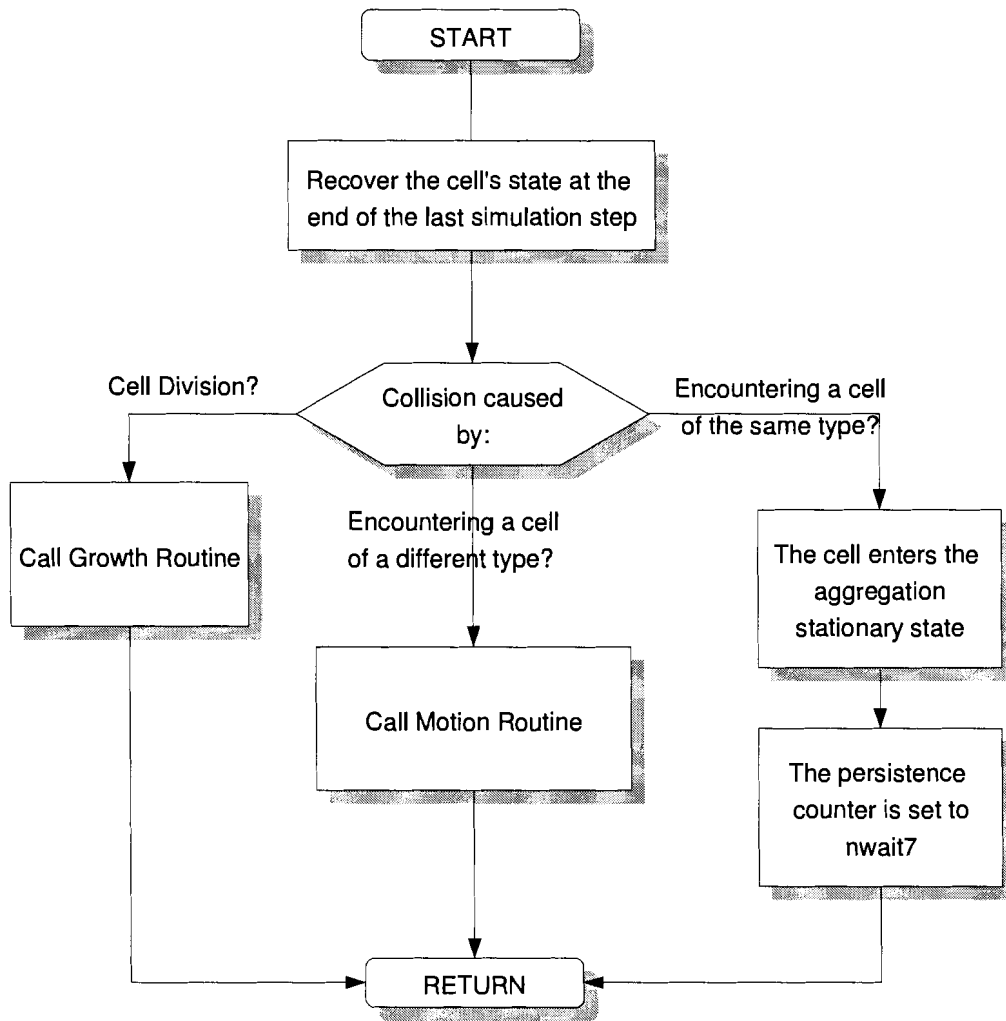 START
Recover the cell's state at the
end of the last simulation step
Collision caused
by:
Cell Division?
Encountering a cell
of the same type?
Encountering a cell
of a different type?
Call Growth Routine
Call Motion Routine
The cell enters the
aggregation
stationary state
The persistence
counter is set to
nwait7
RETURN